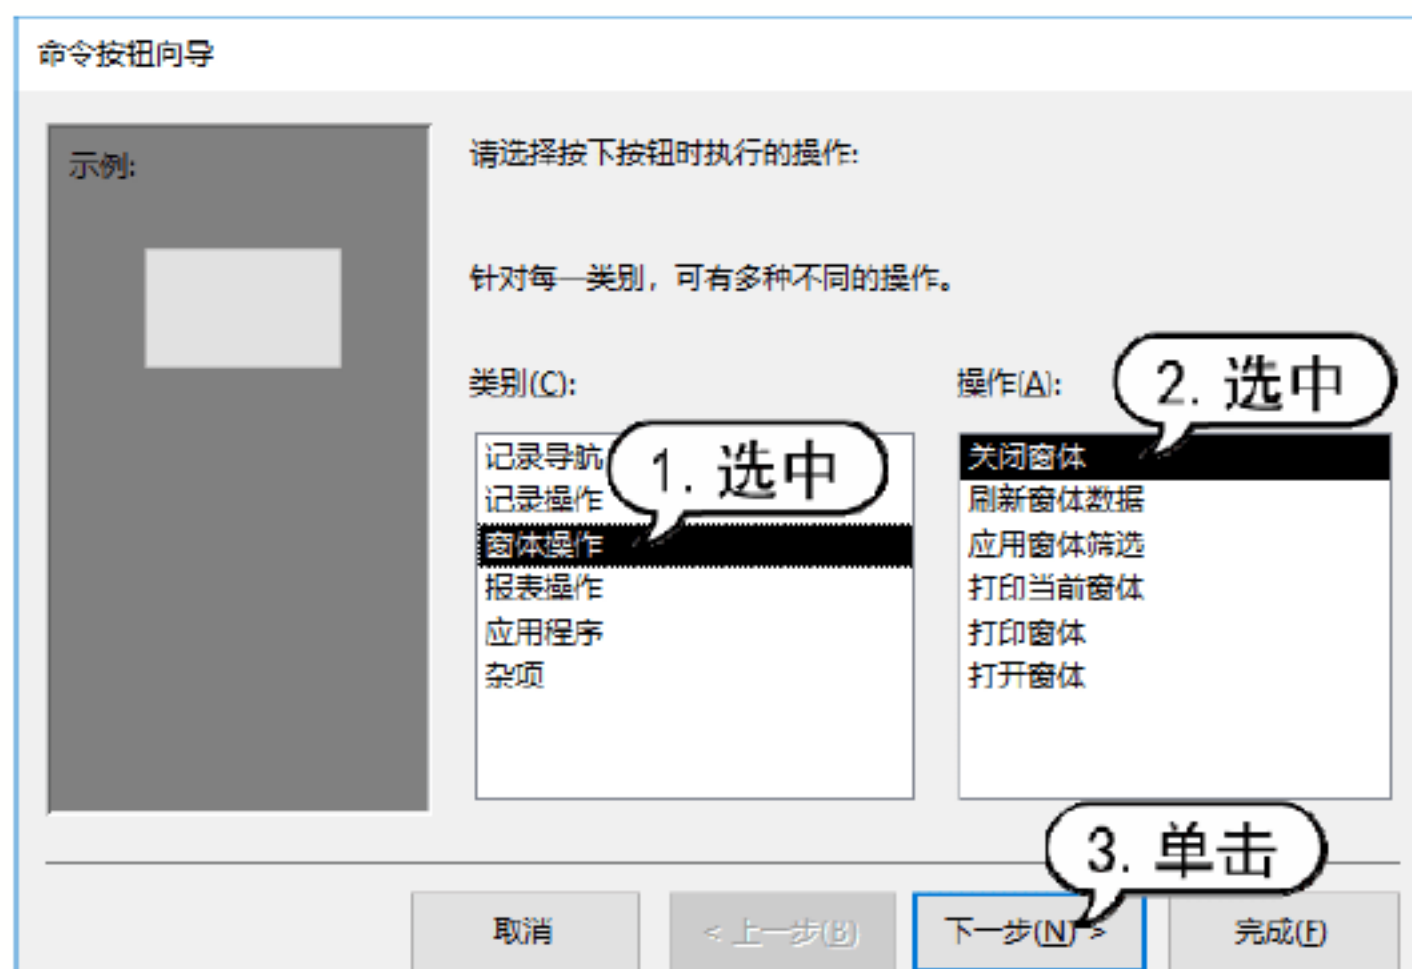 命令按钮向导
示例:
请选择按下按钮时执行的操作:
针对每一类别，可有多种不同的操作。
类别(C):
操作(A):
2. 选中
记录导航
1. 选中
记录操作
窗体操作
报表操作
应用程序
杂项
关闭窗体
刷新窗体数据
应用窗体筛选
打印当前窗体
打印窗体
打开窗体
3. 单击
取消
< 上一步(B)
下一步(N) >
完成(F)